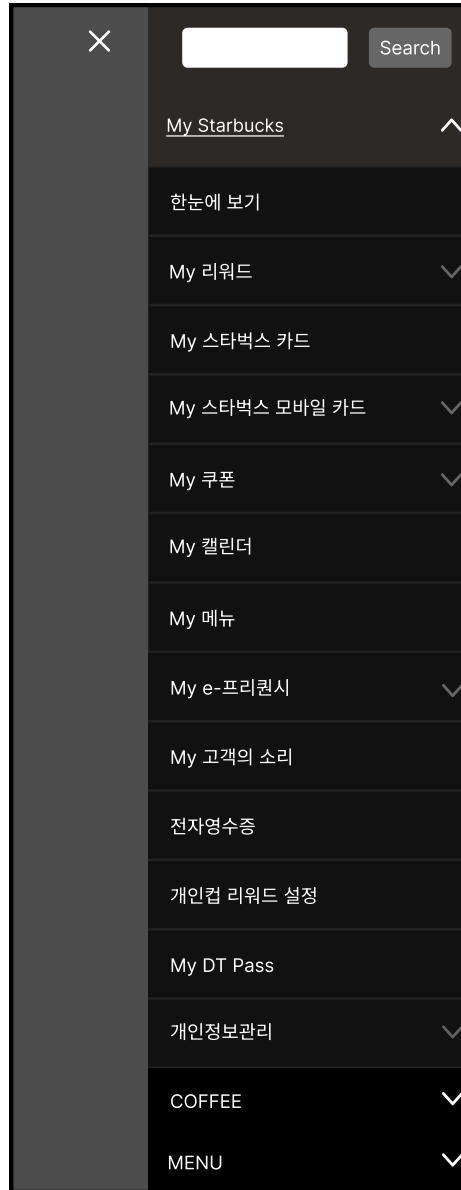 Search
My Starbucks
한눈에 보기
My 리워드
My 스타벅스 카드
My 스타벅스 모바일 카드
My 쿠폰
My 캘린더
My 메뉴
My e-프리퀀시
My 고객의 소리
전자영수증
개인컵 리워드 설정
My DT Pass
개인정보관리
COFFEE
MENU